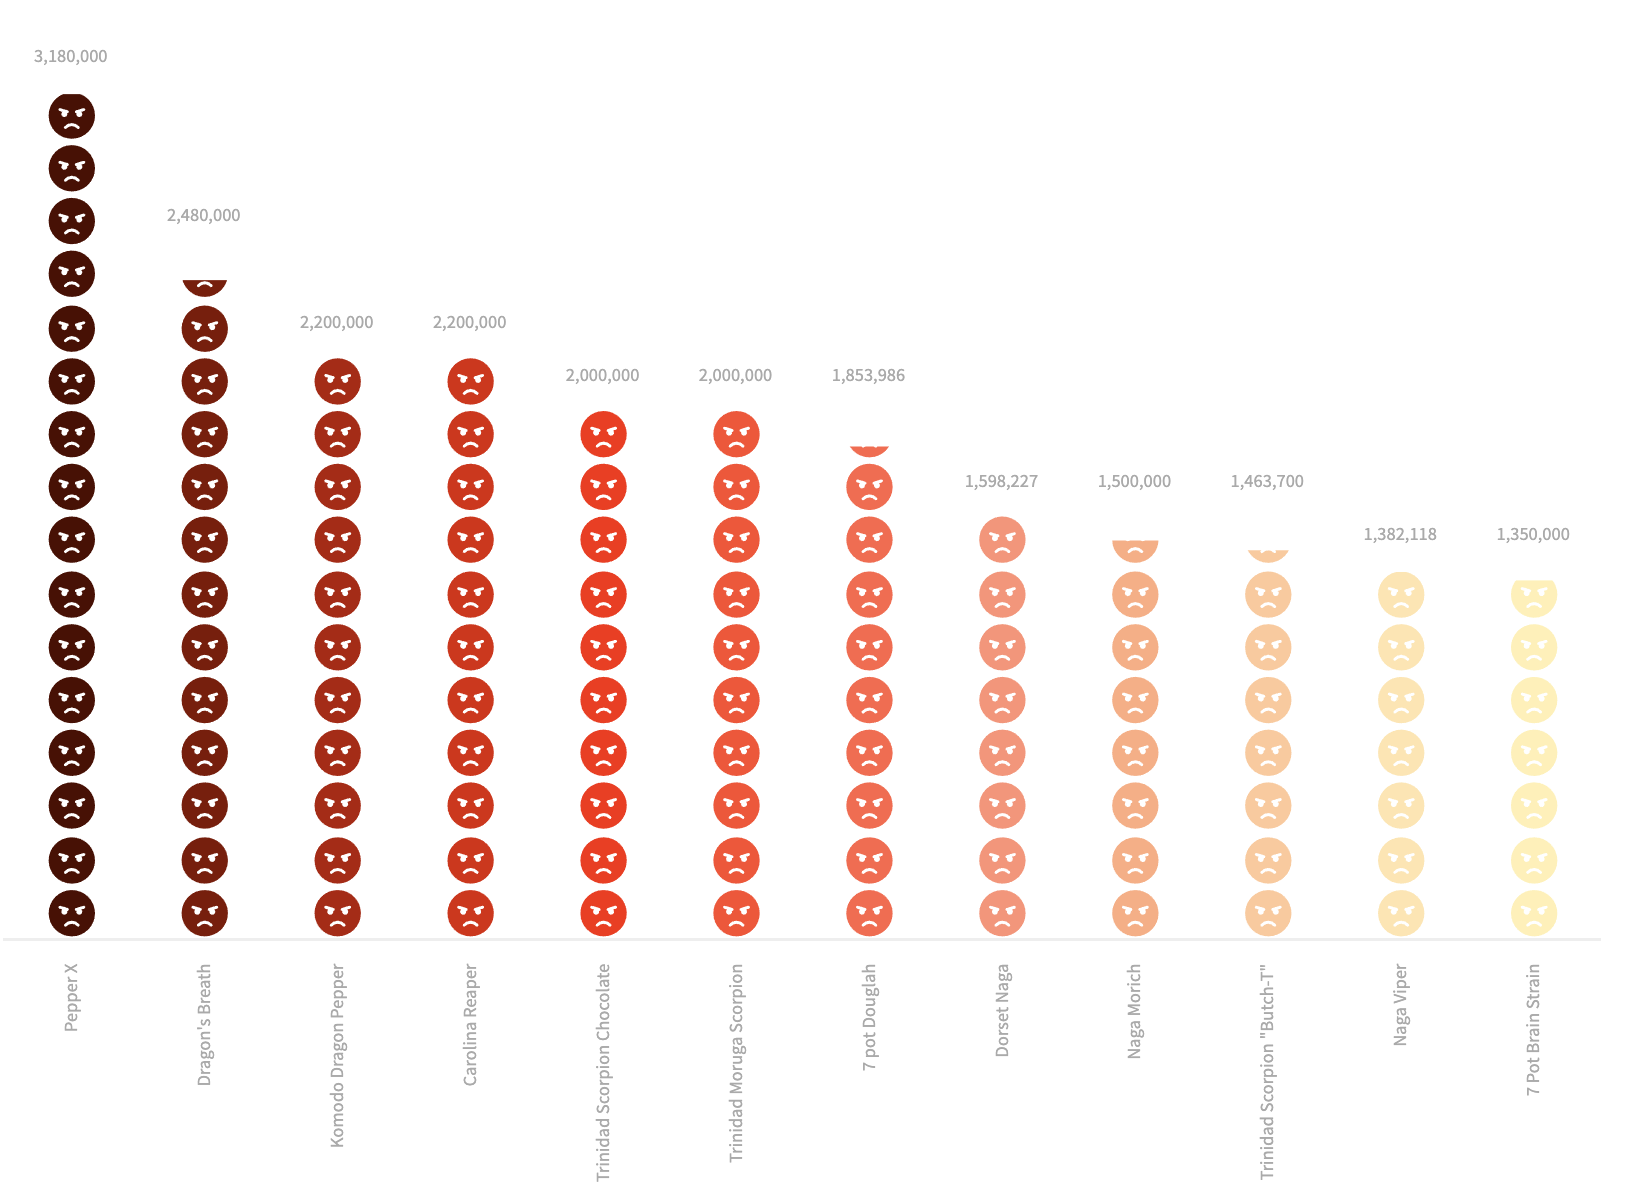 3,180,000
2,480,000
2,200,000
2,200,000
2,000,000
2,000,000
1,853,986
1,598,227
1,500,000
1,463,700
1,382,118
1,350,000
Pepper X
Dragon's Breath
Komodo Dragon Pepper
Carolina Reaper
Trinidad Scorpion Chocolate
Trinidad Moruga Scorpion
7 pot Douglah
Dorset Naga
Naga Morich
Trinidad Scorpion "Butch-T"
Naga Viper
7 Pot Brain Strain